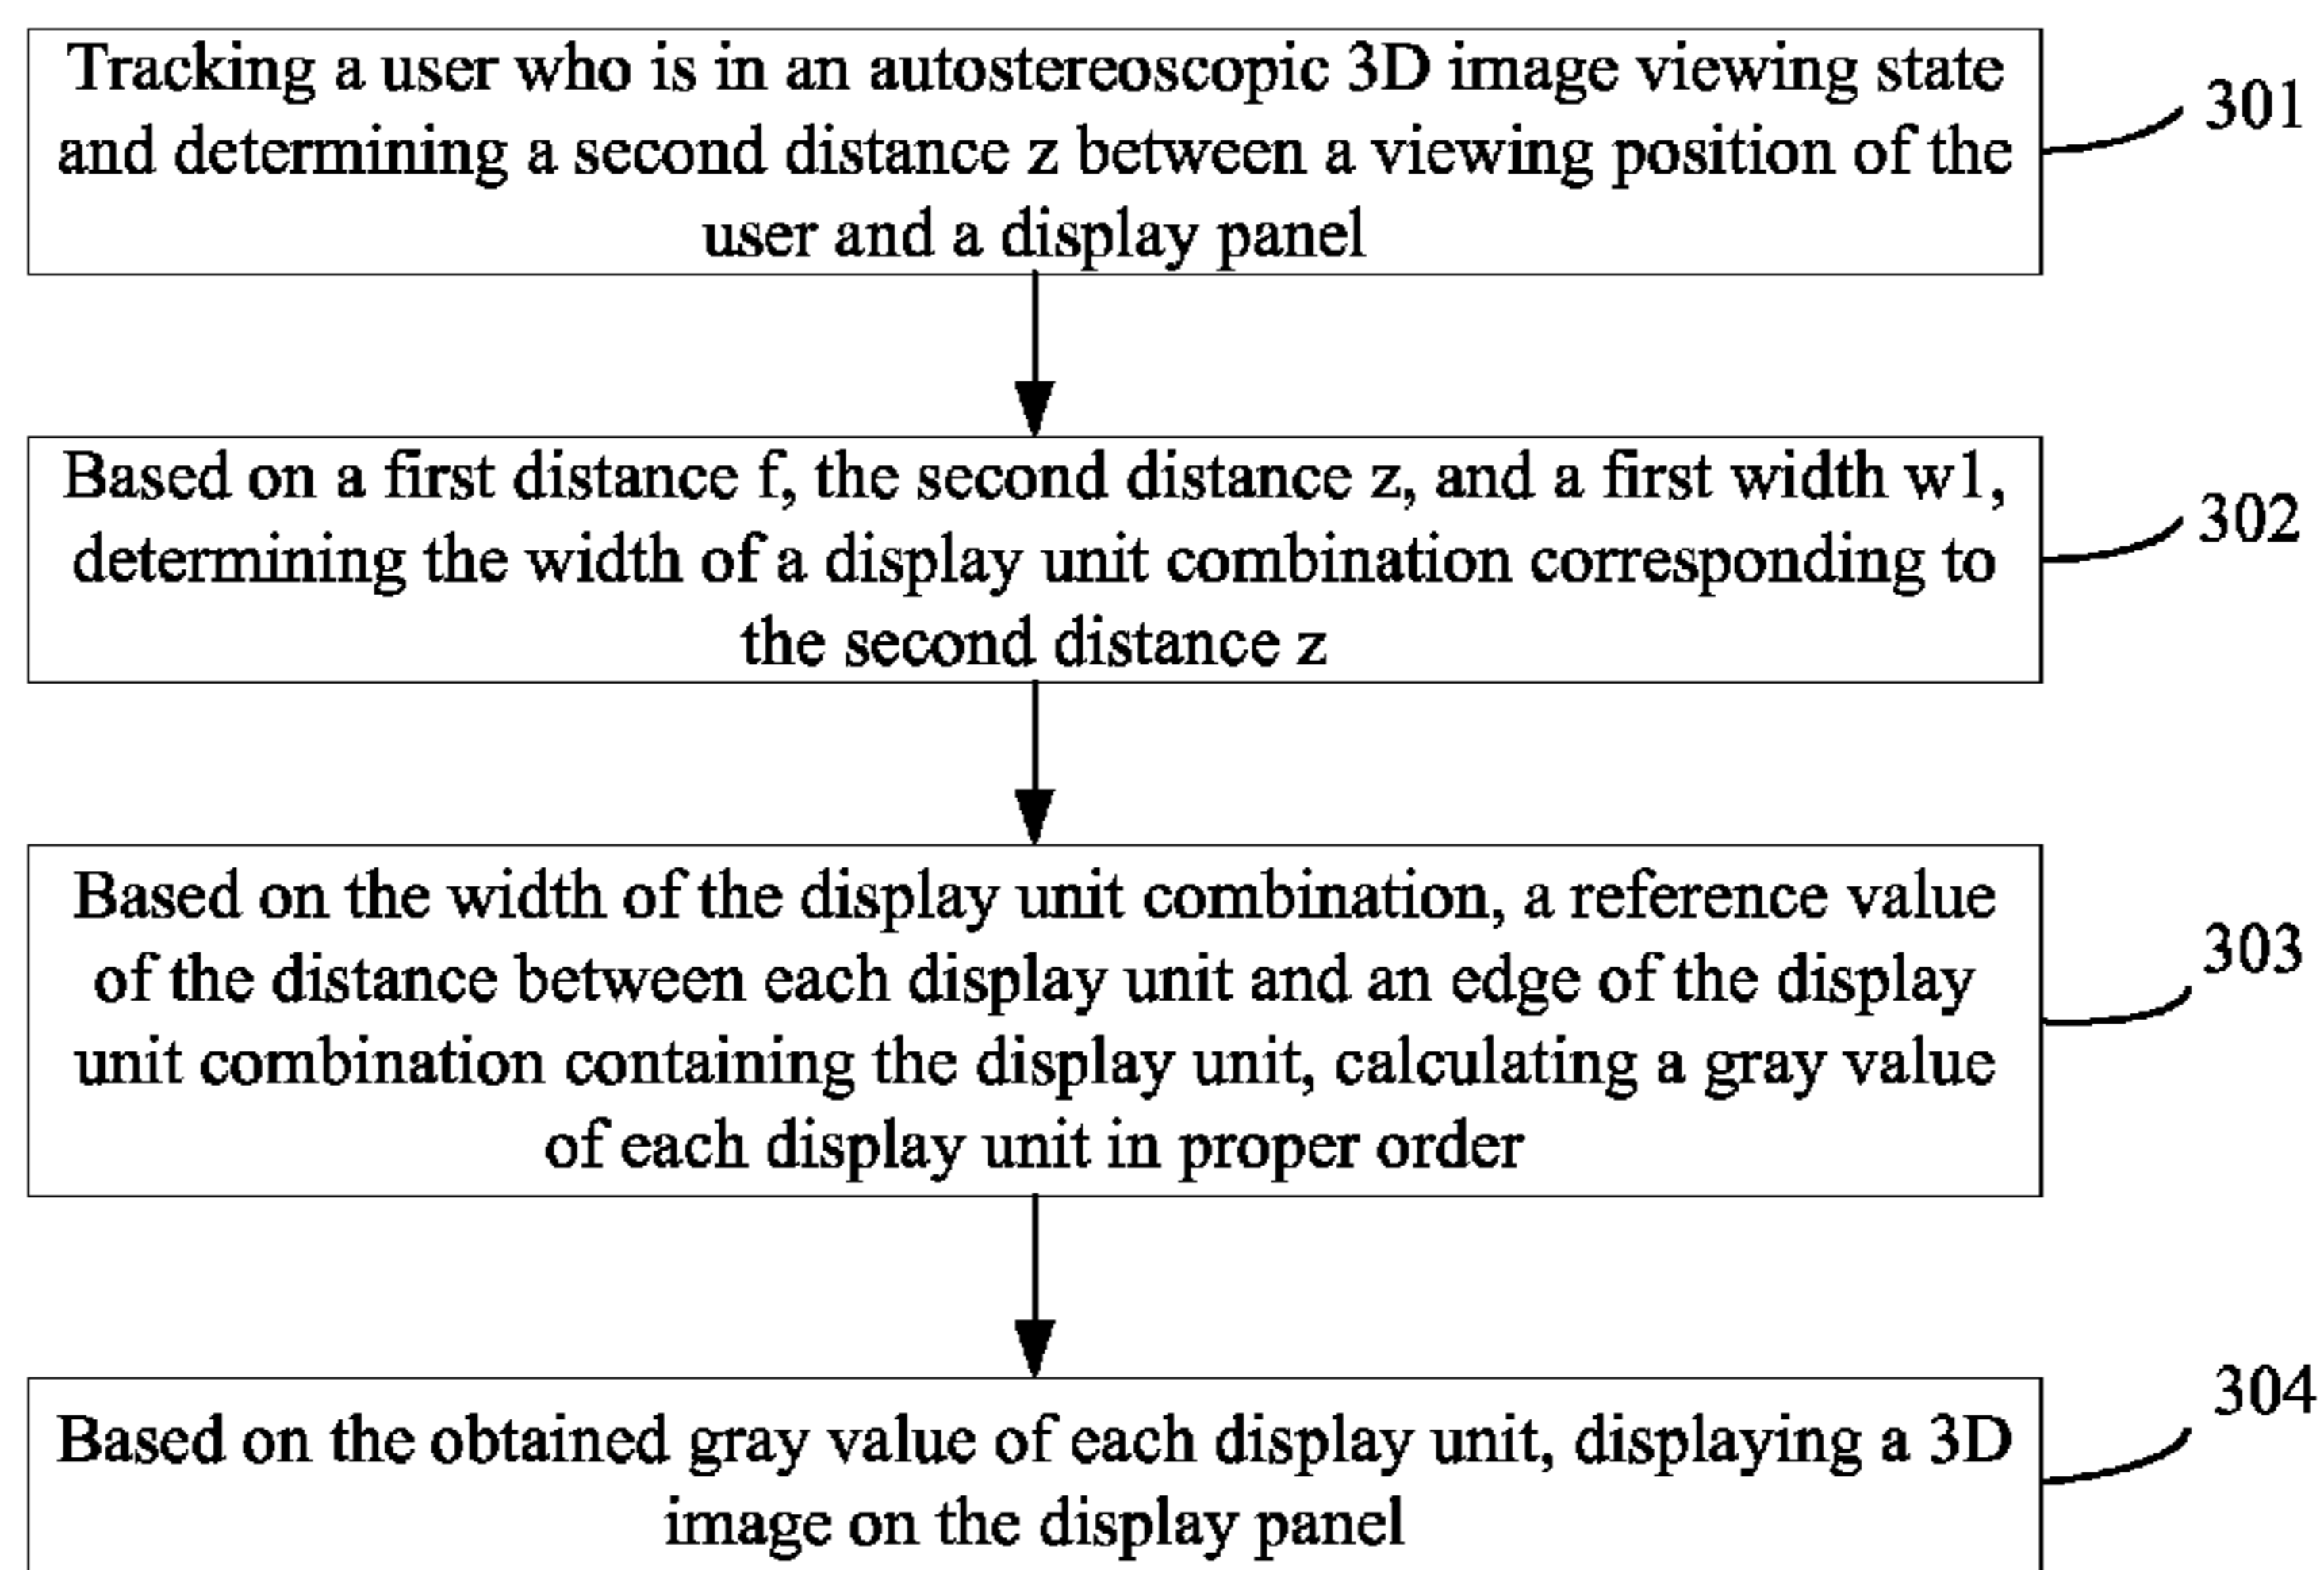 Tracking a user who is in an autostereoscopic 3D image viewing state
and determining a second distance z between a viewing position of the
user and a display panel
301
Based on a first distance f, the second distance z, and a first width w1,
determining the width of a display unit combination corresponding to
the second distance z
302
Based on the width of the display unit combination, a reference value
of the distance between each display unit and an edge of the display
unit combination containing the display unit, calculating a gray value
of each display unit in proper order
303
Based on the obtained gray value of each display unit, displaying a 3D
image on the display panel
304